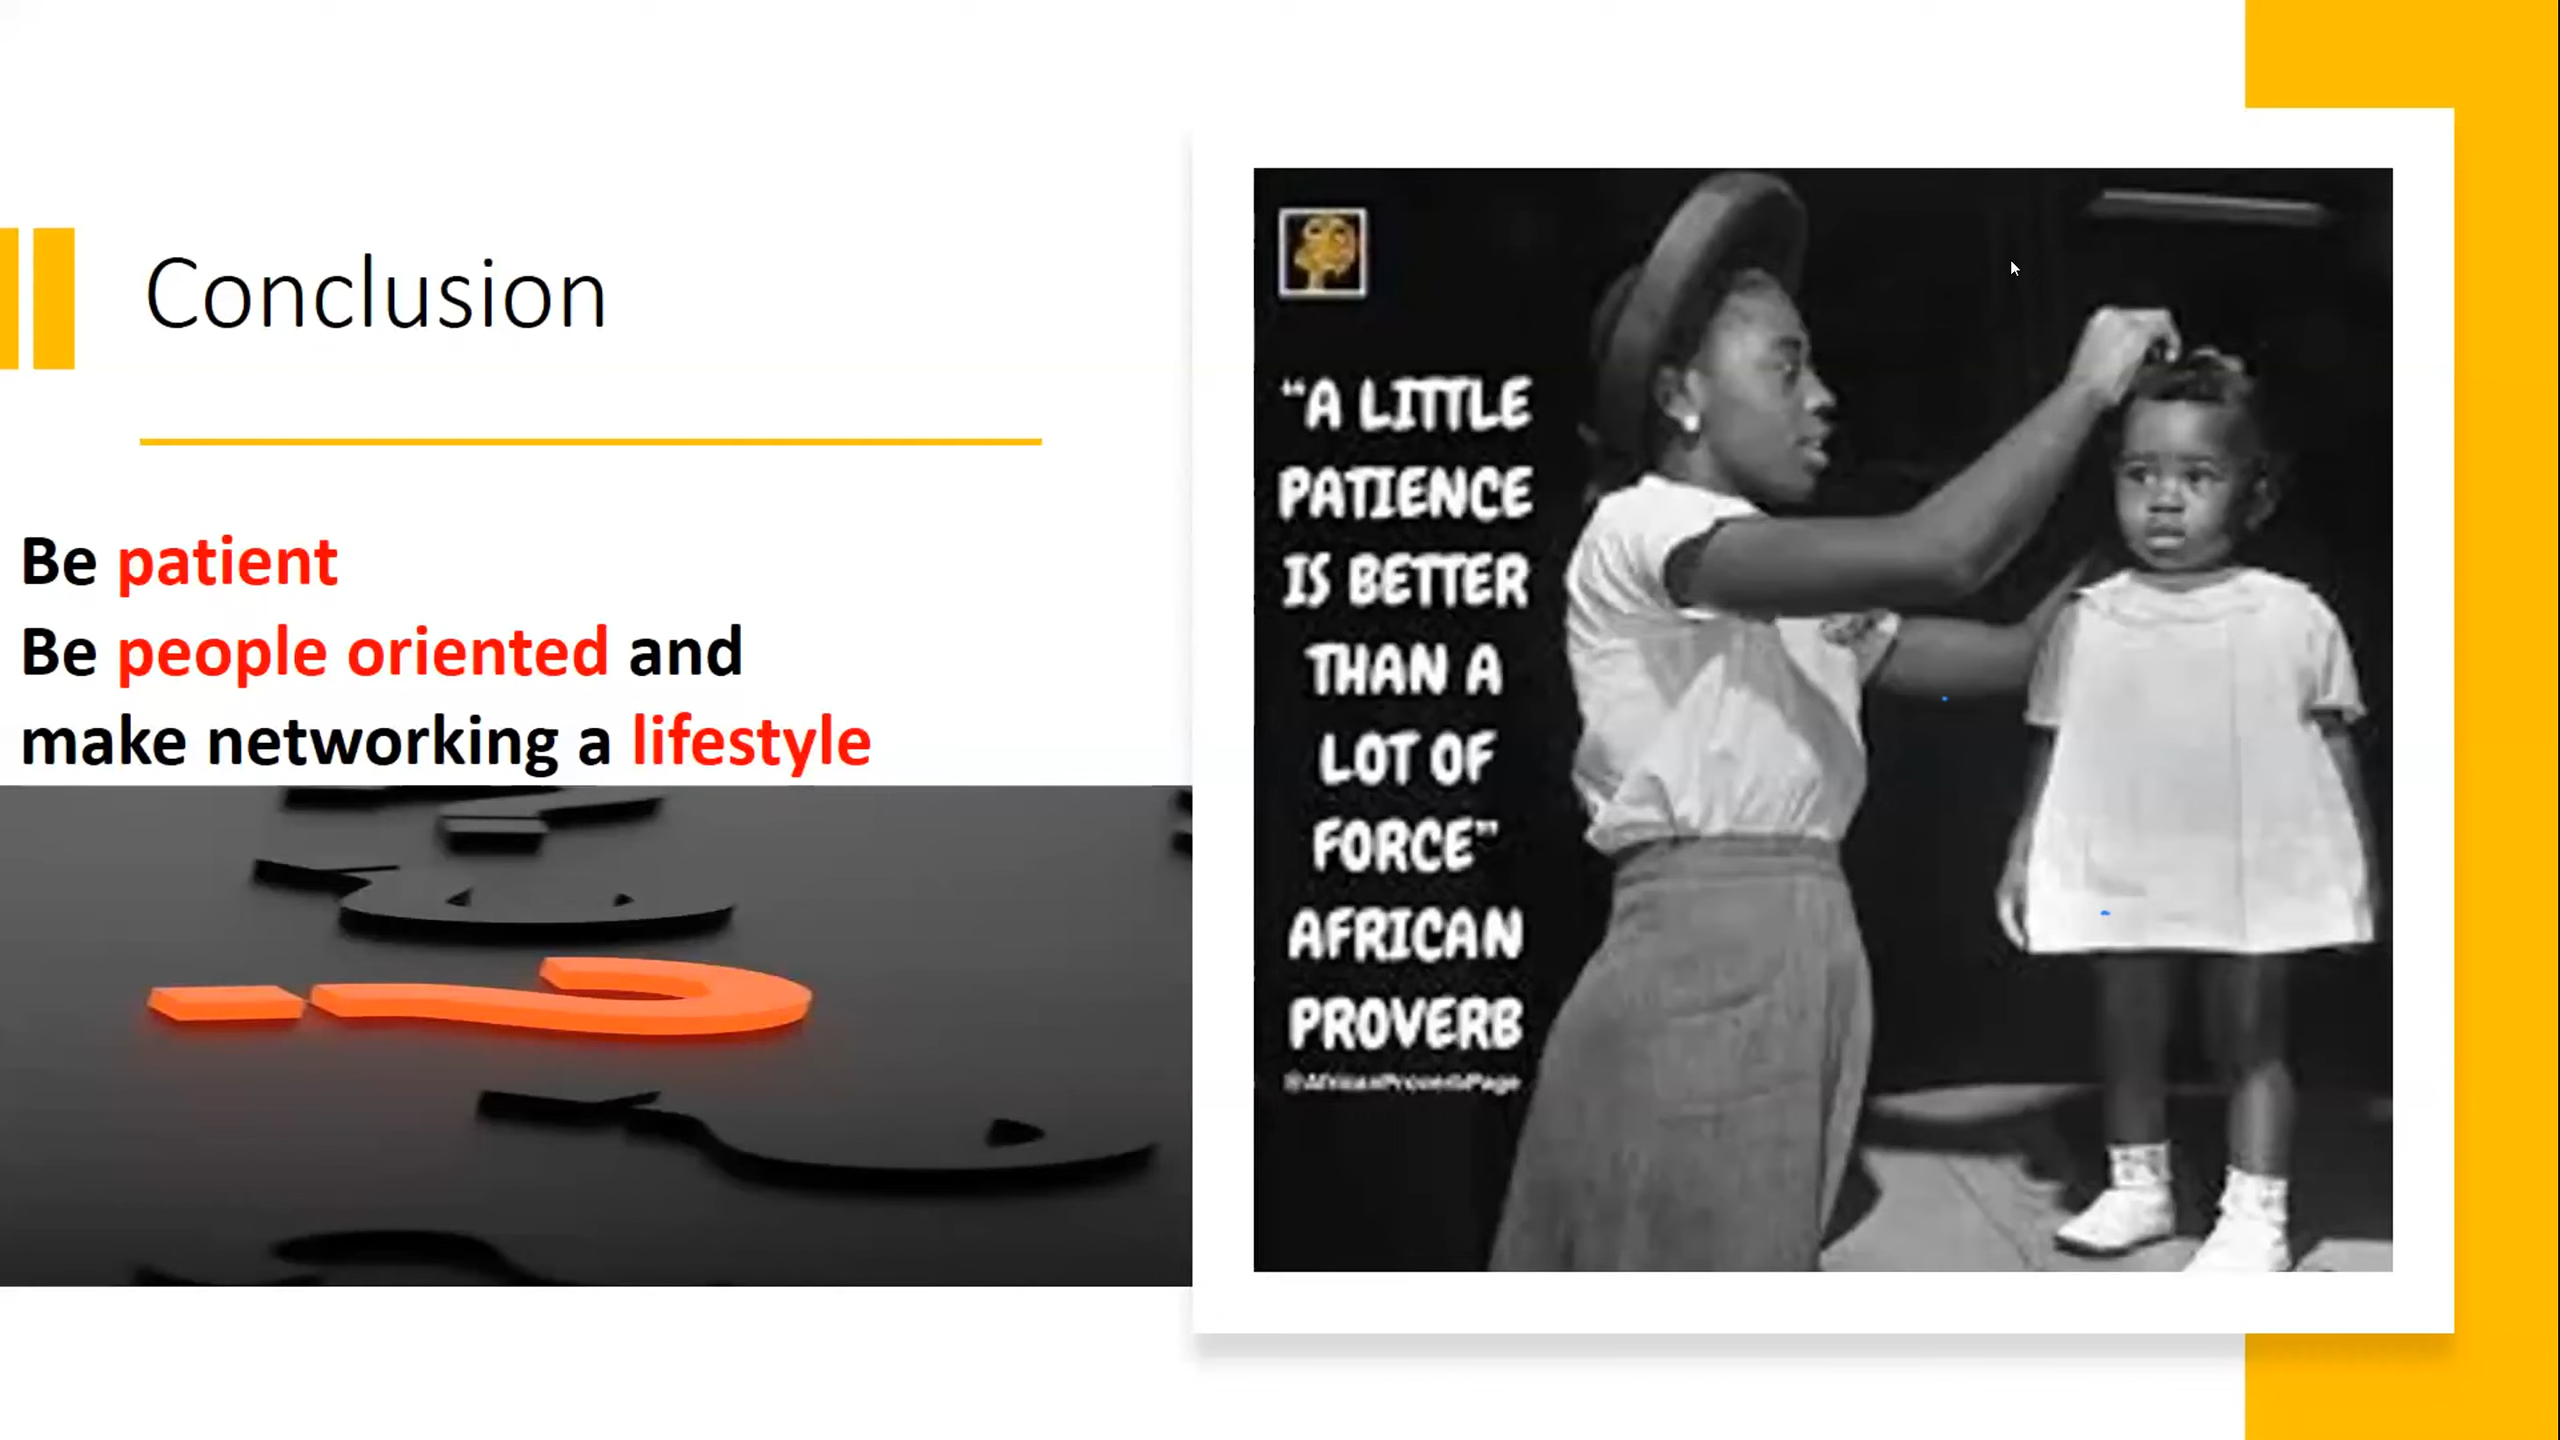 Conclusion
Be patient
Be people oriented and
make networking a lifestyle
“A LITTLE
PATIENCE
IS BETTER
THAN A
LOT OF
FORCE”
AFRICAN
PROVERB
@AfricanProverbPage